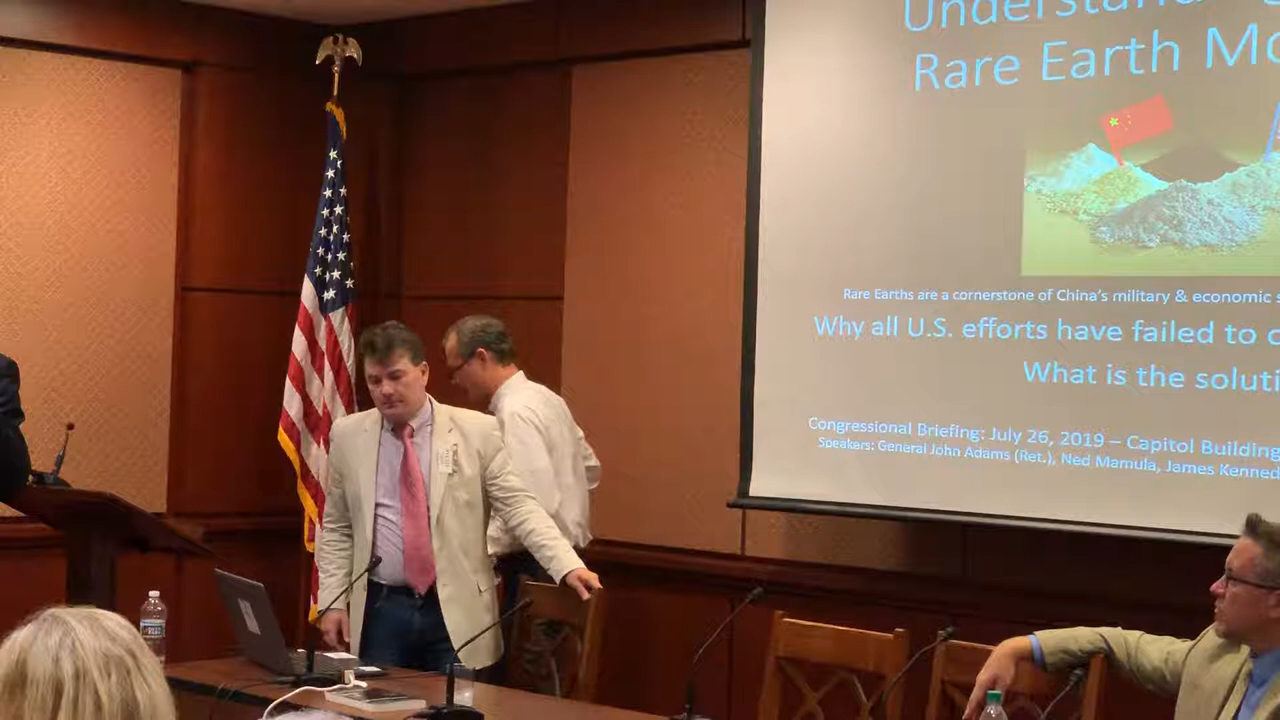 Rare Earth
Rare Earths are a cornerstone of China's military & economic
Why all U.S. efforts have failed to
What is the
Congressional Briefing: July 26, 2019 – Capitol Building
Speakers: General John Adams (Ret.), Ned Mamula, James